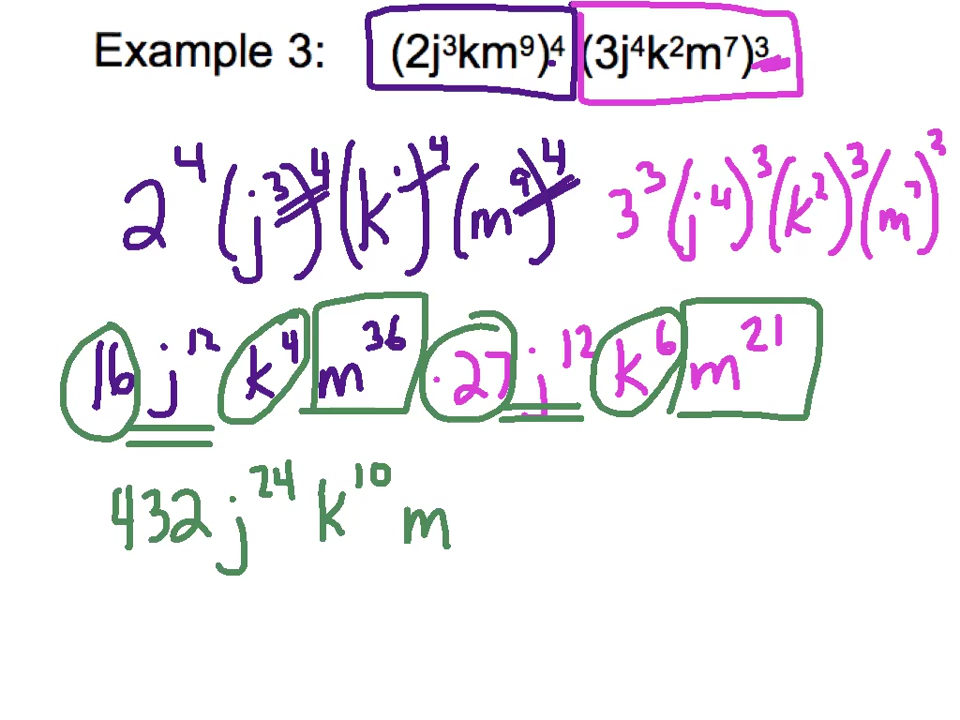 Example 3: (2j³km⁹)⁴ (3j⁴k²m⁷)³
2⁴ (j³)⁴ (k)⁴ (m⁹)⁴ 3³ (j⁴)³ (k²)³ (m⁷)³
16 j¹² k⁴ m³⁶ · 27 j¹² k⁶ m²¹
432 j²⁴ k¹⁰ m